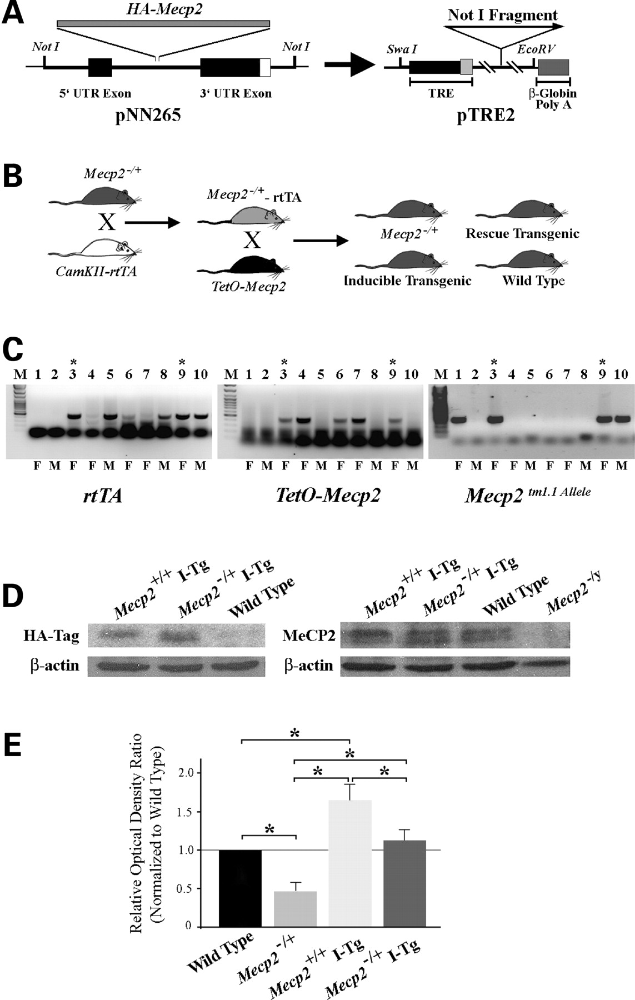 A
HA-Mecp2
Not I
Not I
5‘ UTR Exon
3‘ UTR Exon
pNN265
Not I Fragment
Swa I
EcoRV
TRE
β-Globin
Poly A
pTRE2
B
Mecp2-/+
X
CamKII-rtTA
Mecp2-/+ - rtTA
X
TetO-Mecp2
Mecp2-/+
Rescue Transgenic
Inducible Transgenic
Wild Type
C
* *
M 1 2 3 4 5 6 7 8 9 10
F M F F M F F M F M
rtTA
* *
M 1 2 3 4 5 6 7 8 9 10
F M F F M F F M F M
TetO-Mecp2
* *
M 1 2 3 4 5 6 7 8 9 10
F M F F M F F M F M
Mecp2 tm1.1 Allele
D
Mecp2+/+ I-Tg
Mecp2-/+ I-Tg
Wild Type
HA-Tag
β-actin
Mecp2+/+ I-Tg
Mecp2-/+ I-Tg
Wild Type
Mecp2-/y
MeCP2
β-actin
E
Relative Optical Density Ratio
(Normalized to Wild Type)
*
*
* *
*
2.0
1.5
1.0
0.5
0
Wild Type
Mecp2-/+
Mecp2+/+ I-Tg
Mecp2-/+ I-Tg